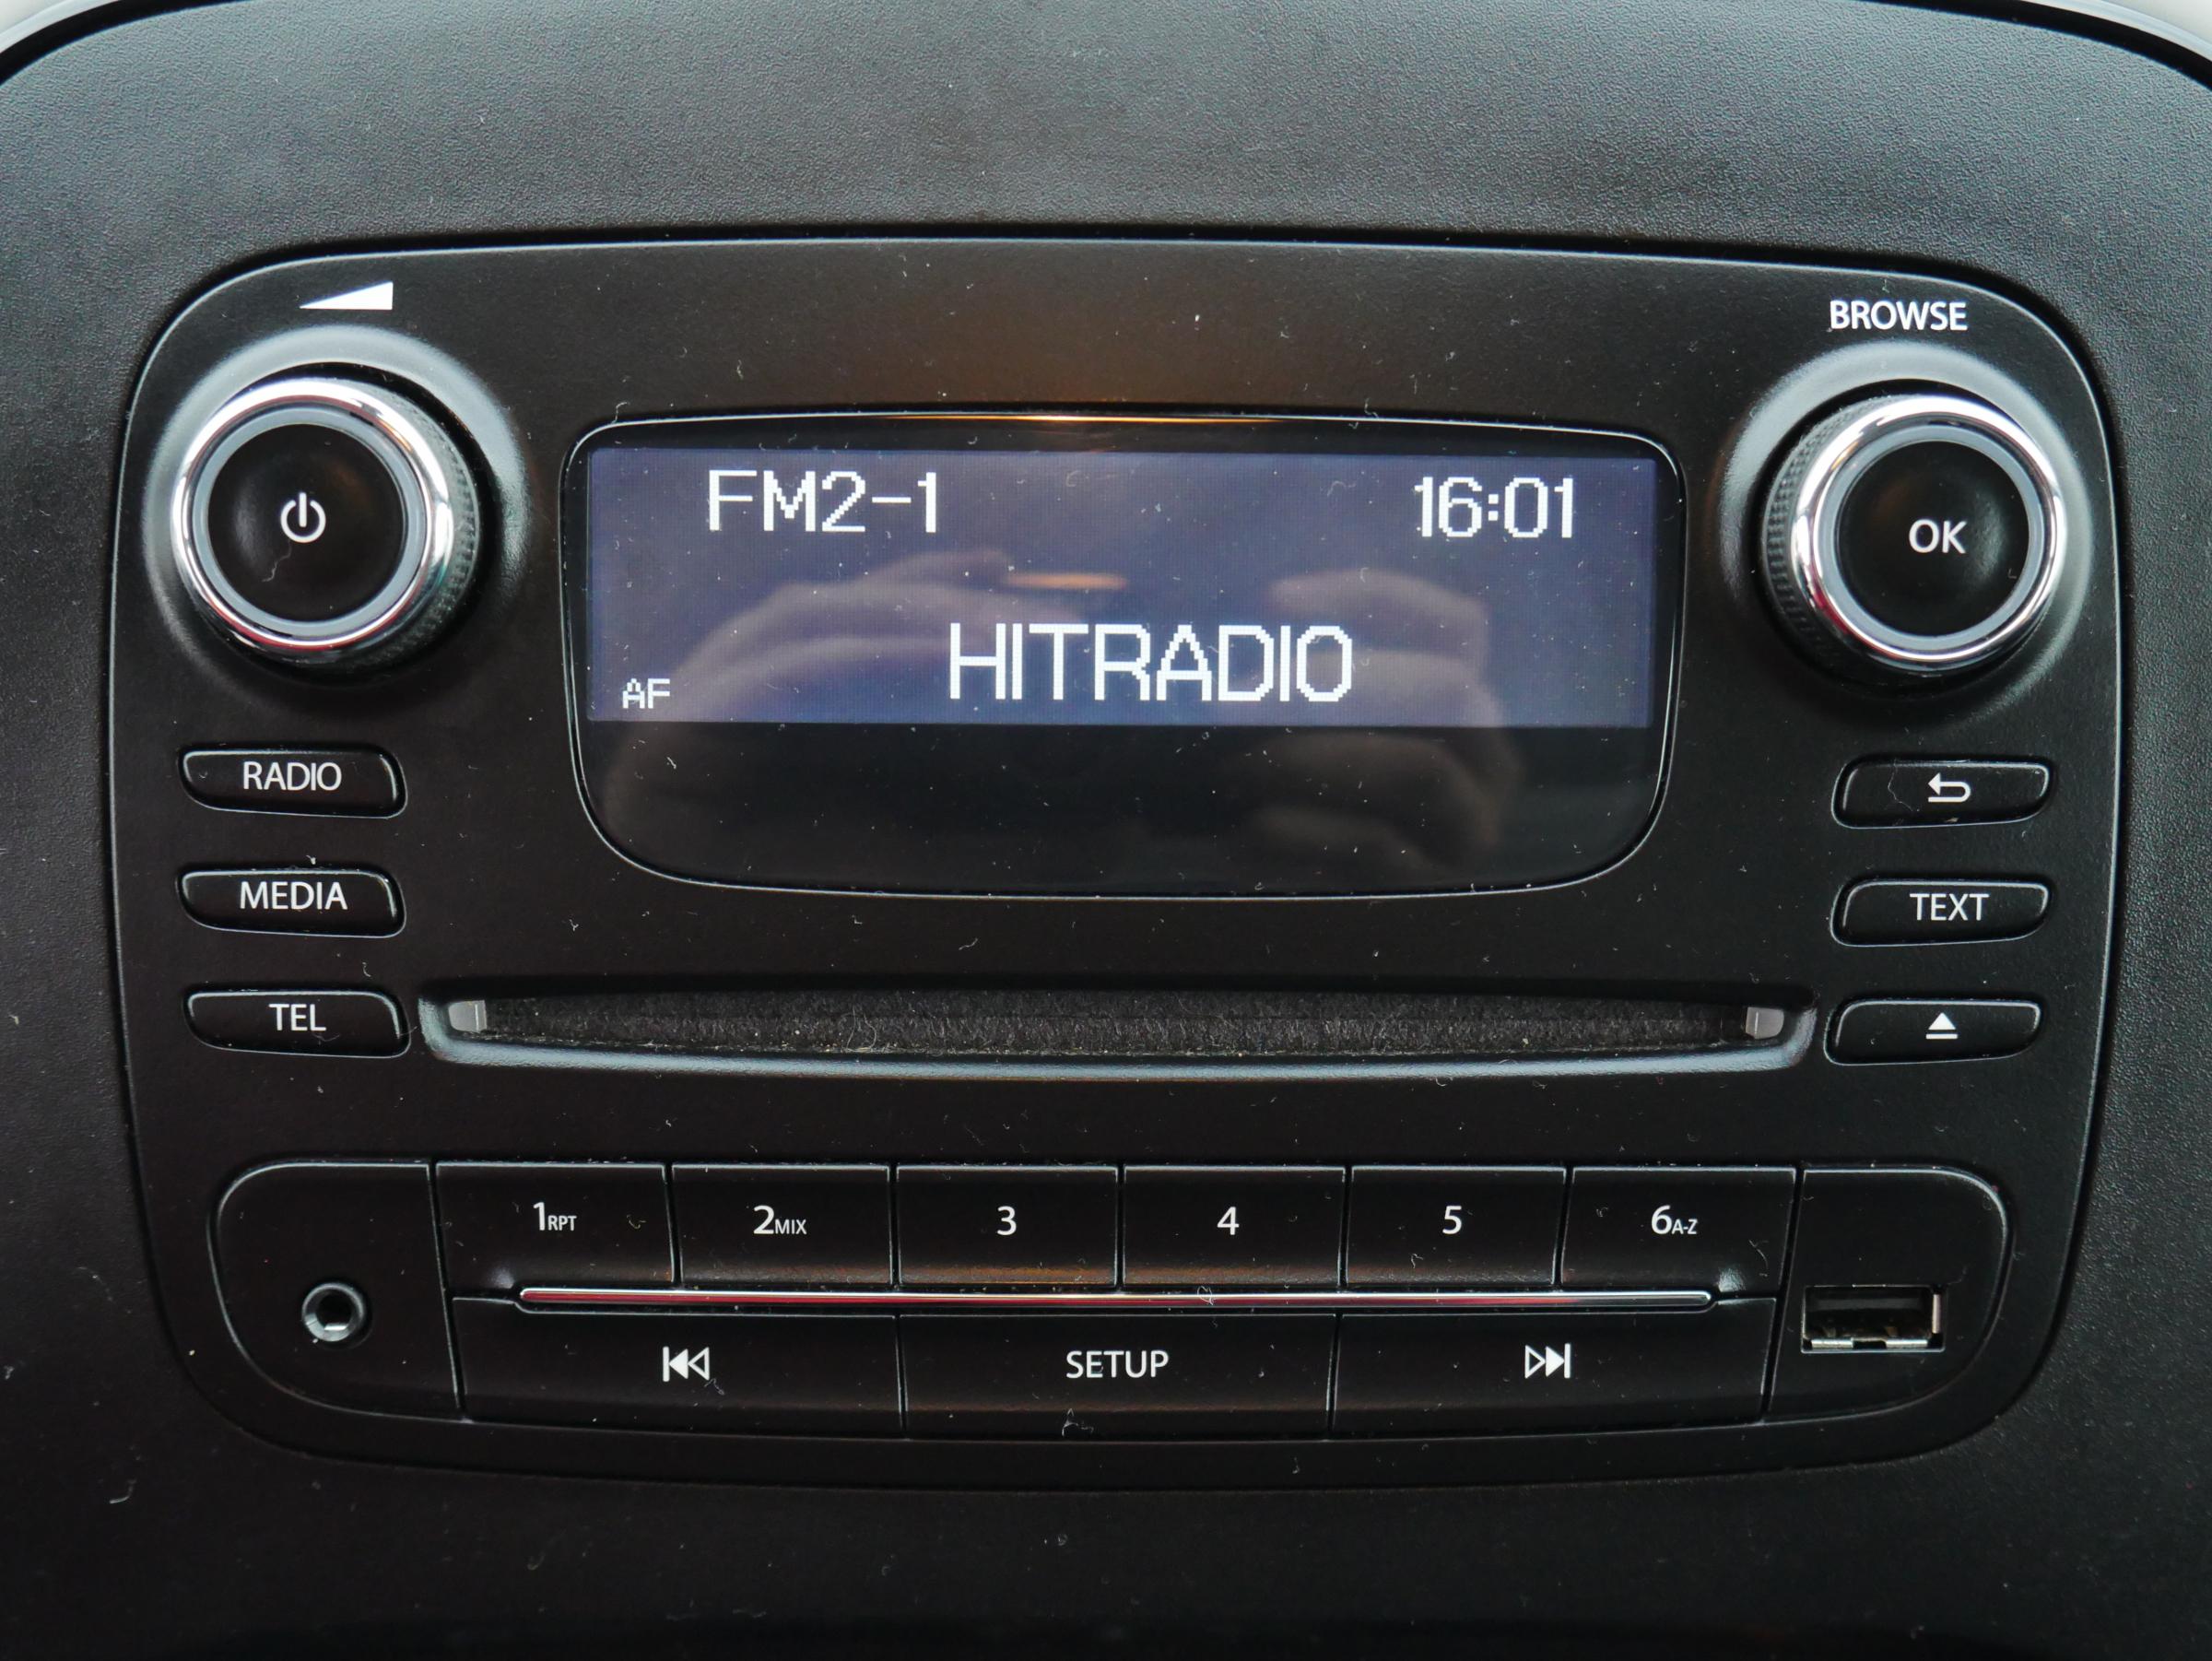 BROWSE
FM2-1 16:01
OK
HITRADIO
AF
RADIO
MEDIA
TEXT
TEL
1RPT 2MIX 3 4 5 6A-Z
SETUP